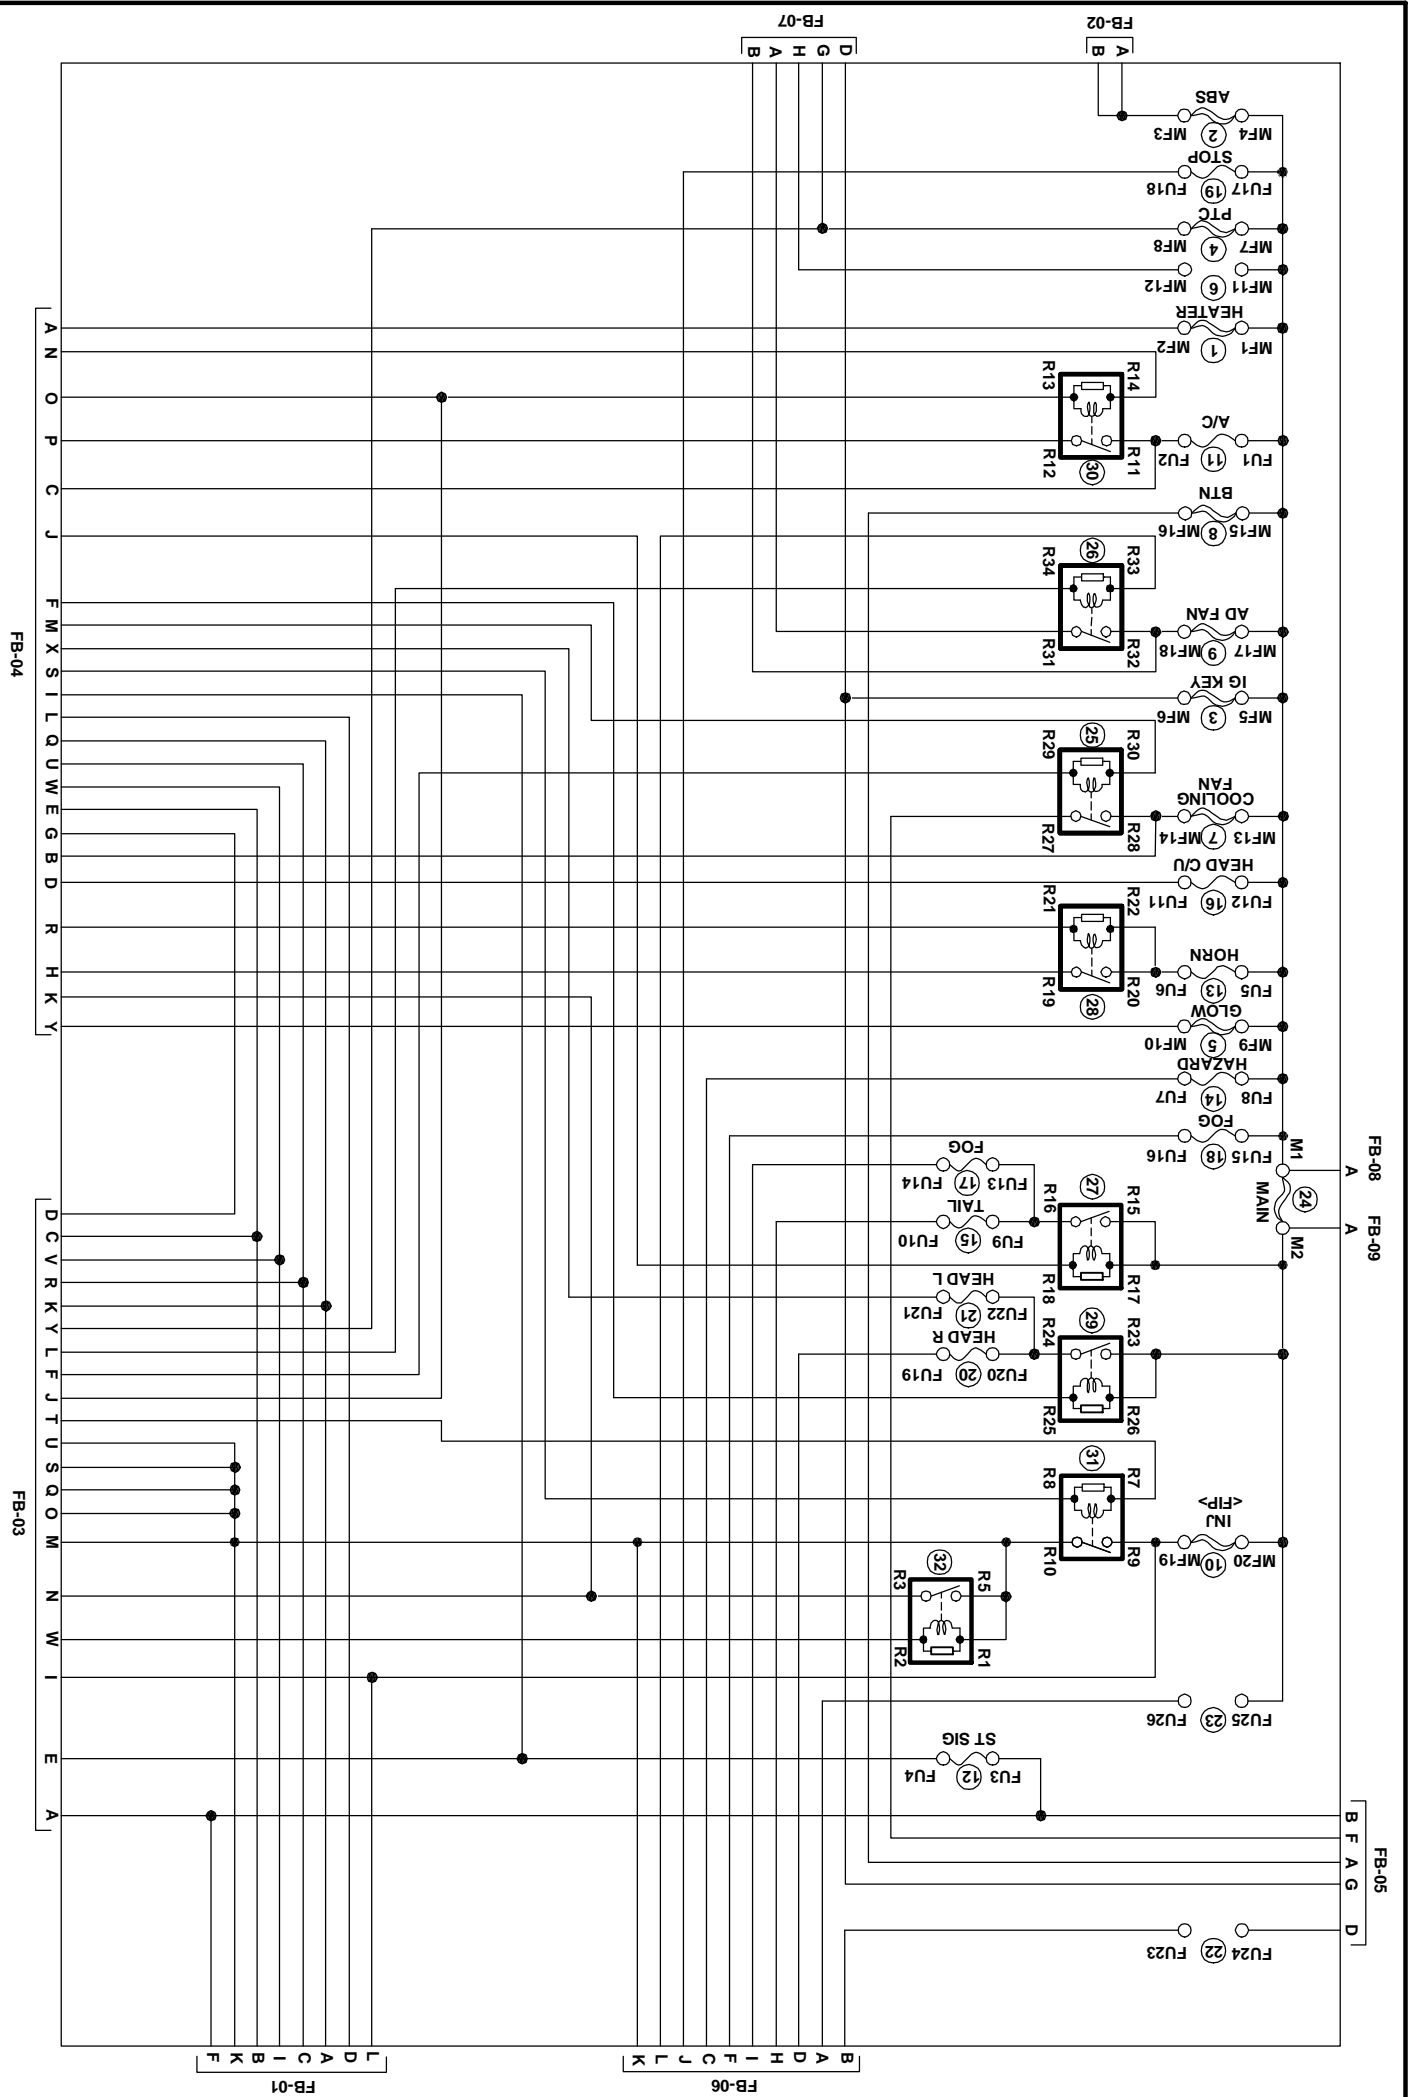 FB-07
B A H G D
FB-02
B A
ABS
MF3 2 MF4
STOP
FU18 19 FU17
PTC
MF8 4 MF7
MF12 6 MF11
HEATER
MF2 1 MF1
R13 R14
A/C
FU2 11 FU1
R12 R11
30
BTN
MF16 8 MF15
26
R34 R33
AD FAN
MF18 9 MF17
R31 R32
IG KEY
MF6 3 MF5
25
R29 R30
COOLING
FAN
MF14 7 MF13
R27 R28
HEAD C/U
FU11 16 FU12
R21 R22
HORN
FU6 13 FU5
R19 R20
28
GLOW
MF10 5 MF9
HAZARD
FU7 14 FU8
FOG
FU16 18 FU15
M1
FB-08
A
MAIN
24
M2
FB-09
A
FOG
FU14 17 FU13
27
R16 R15
TAIL
FU10 15 FU9
R18 R17
HEAD L
FU21 21 FU22
29
R24 R23
HEAD R
FU19 20 FU20
R25 R26
31
R8 R7
INJ
<FIP>
MF19 10 MF20
R10 R9
32
R3 R5
R2 R1
FU26 23 FU25
ST SIG
FU4 12 FU3
FU23 22 FU24
FB-04
A N O P C J F M X S I L Q U W E G B D R H K Y
FB-03
D C V R K Y L F J T U S Q O M N W I E A
FB-05
B F A G D
F K B I C A D L
FB-01
K L J C F I H D A B
FB-06